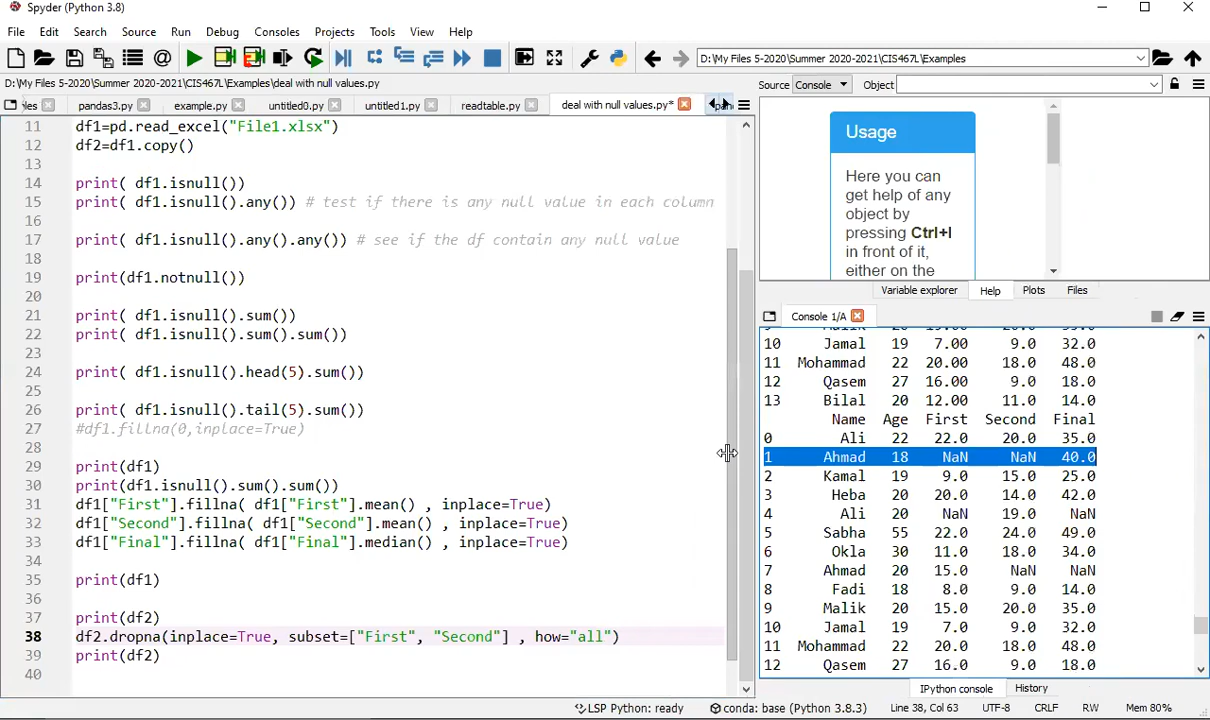 Spyder (Python 3.8)
File Edit Search Source Run Debug Consoles Projects Tools View Help
D:\My Files 5-2020\Summer 2020-2021\CIS467L\Examples
D:\My Files 5-2020\Summer 2020-2021\CIS467L\Examples\deal with null values.py
Source Console Object
les pandas3.py example.py untitled0.py untitled1.py readtable.py deal with null values.py*
11 df1=pd.read_excel("File1.xlsx")
12 df2=df1.copy()
13
14 print( df1.isnull())
15 print( df1.isnull().any()) # test if there is any null value in each column
16
17 print( df1.isnull().any().any()) # see if the df contain any null value
18
19 print(df1.notnull())
20
21 print( df1.isnull().sum())
22 print( df1.isnull().sum().sum())
23
24 print( df1.isnull().head(5).sum())
25
26 print( df1.isnull().tail(5).sum())
27 #df1.fillna(0,inplace=True)
28
29 print(df1)
30 print(df1.isnull().sum().sum())
31 df1["First"].fillna( df1["First"].mean() , inplace=True)
32 df1["Second"].fillna( df1["Second"].mean() , inplace=True)
33 df1["Final"].fillna( df1["Final"].median() , inplace=True)
34
35 print(df1)
36
37 print(df2)
38 df2.dropna(inplace=True, subset=["First", "Second"] , how="all")
39 print(df2)
40
Usage
Here you can
get help of any
object by
pressing Ctrl+I
in front of it,
either on the
Variable explorer Help Plots Files
Console 1/A
10 Jamal 19 7.00 9.0 32.0
11 Mohammad 22 20.00 18.0 48.0
12 Qasem 27 16.00 9.0 18.0
13 Bilal 20 12.00 11.0 14.0
Name Age First Second Final
0 Ali 22 22.0 20.0 35.0
1 Ahmad 18 NaN NaN 40.0
2 Kamal 19 9.0 15.0 25.0
3 Heba 20 20.0 14.0 42.0
4 Ali 20 NaN 19.0 NaN
5 Sabha 55 22.0 24.0 49.0
6 Okla 30 11.0 18.0 34.0
7 Ahmad 20 15.0 NaN NaN
8 Fadi 18 8.0 9.0 14.0
9 Malik 20 15.0 20.0 35.0
10 Jamal 19 7.0 9.0 32.0
11 Mohammad 22 20.0 18.0 48.0
12 Qasem 27 16.0 9.0 18.0
IPython console History
LSP Python: ready conda: base (Python 3.8.3) Line 38, Col 63 UTF-8 CRLF RW Mem 80%